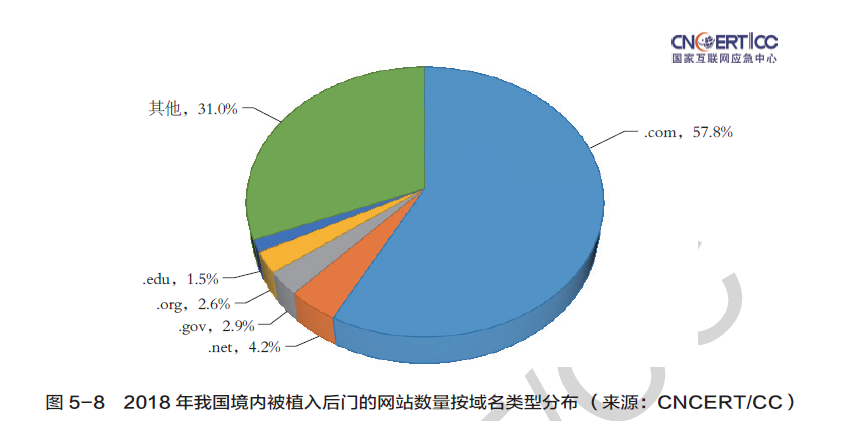 CNCERT/CC
国家互联网应急中心
其他，31.0%
.com，57.8%
.edu，1.5%
.org，2.6%
.gov，2.9%
.net，4.2%
图 5-8 2018 年我国境内被植入后门的网站数量按域名类型分布（来源：CNCERT/CC）